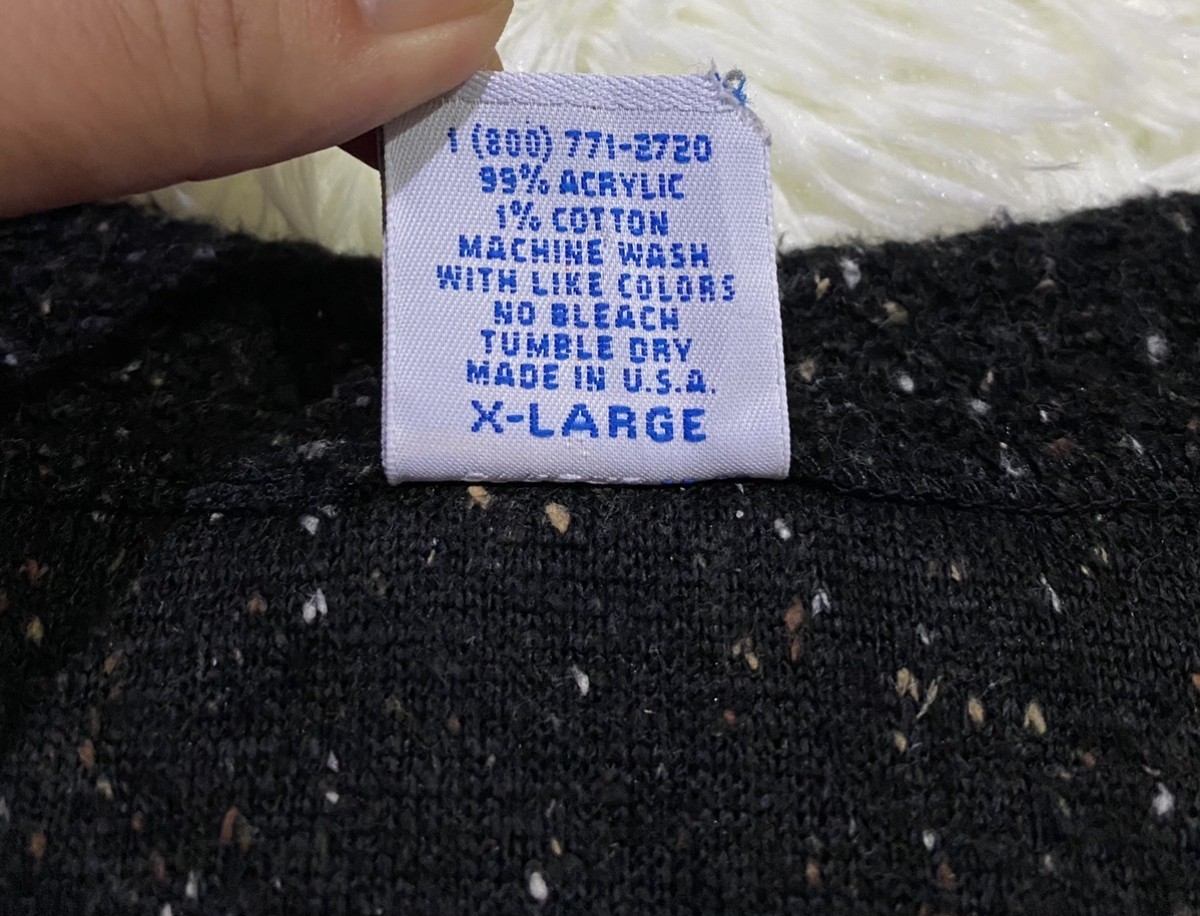 1 (800) 771-3720
99% ACRYLIC
1% COTTON
MACHINE WASH
WITH LIKE COLORS
NO BLEACH
TUMBLE DRY
MADE IN U.S.A.
X-LARGE